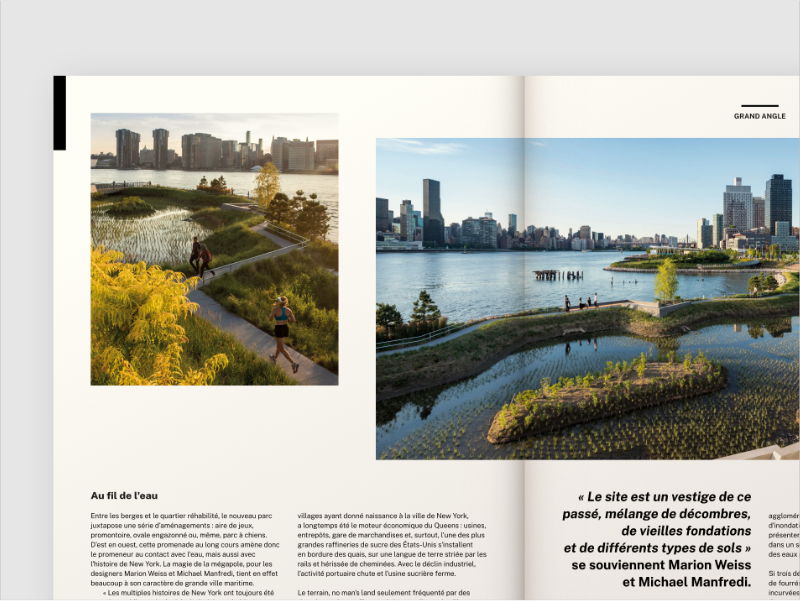 GRAND ANGLE
Au fil de l'eau
Entre les berges et le quartier réhabilité, le nouveau parc
juxtapose une série d'aménagements : aire de jeux,
promontoire, ovale engazonné ou, même, parc à chiens.
D'est en ouest, cette promenade au long cours amène donc
le promeneur au contact avec l'eau, mais aussi avec
l'histoire de New York. La magie de la mégapole, pour les
designers Marion Weiss et Michael Manfredi, tient en effet
beaucoup à son caractère de grande ville maritime.
« Les multiples histoires de New York ont toujours été
villages ayant donné naissance à la ville de New York,
a longtemps été le moteur économique du Queens : usines,
entrepôts, gare de marchandises et, surtout, l'une des plus
grandes raffineries de sucre des États-Unis s'installent
en bordure des quais, sur une langue de terre striée par les
rails et hérissée de cheminées. Avec le déclin industriel,
l'activité portuaire chute et l'usine sucrière ferme.
Le terrain, no man's land seulement fréquenté par des
« Le site est un vestige de ce
passé, mélange de décombres,
de vieilles fondations
et de différents types de sols »
se souviennent Marion Weiss
et Michael Manfredi.
agglomér
d'inondat
présenter
dans un s
des eaux
Si trois d
de fourré
incurvées